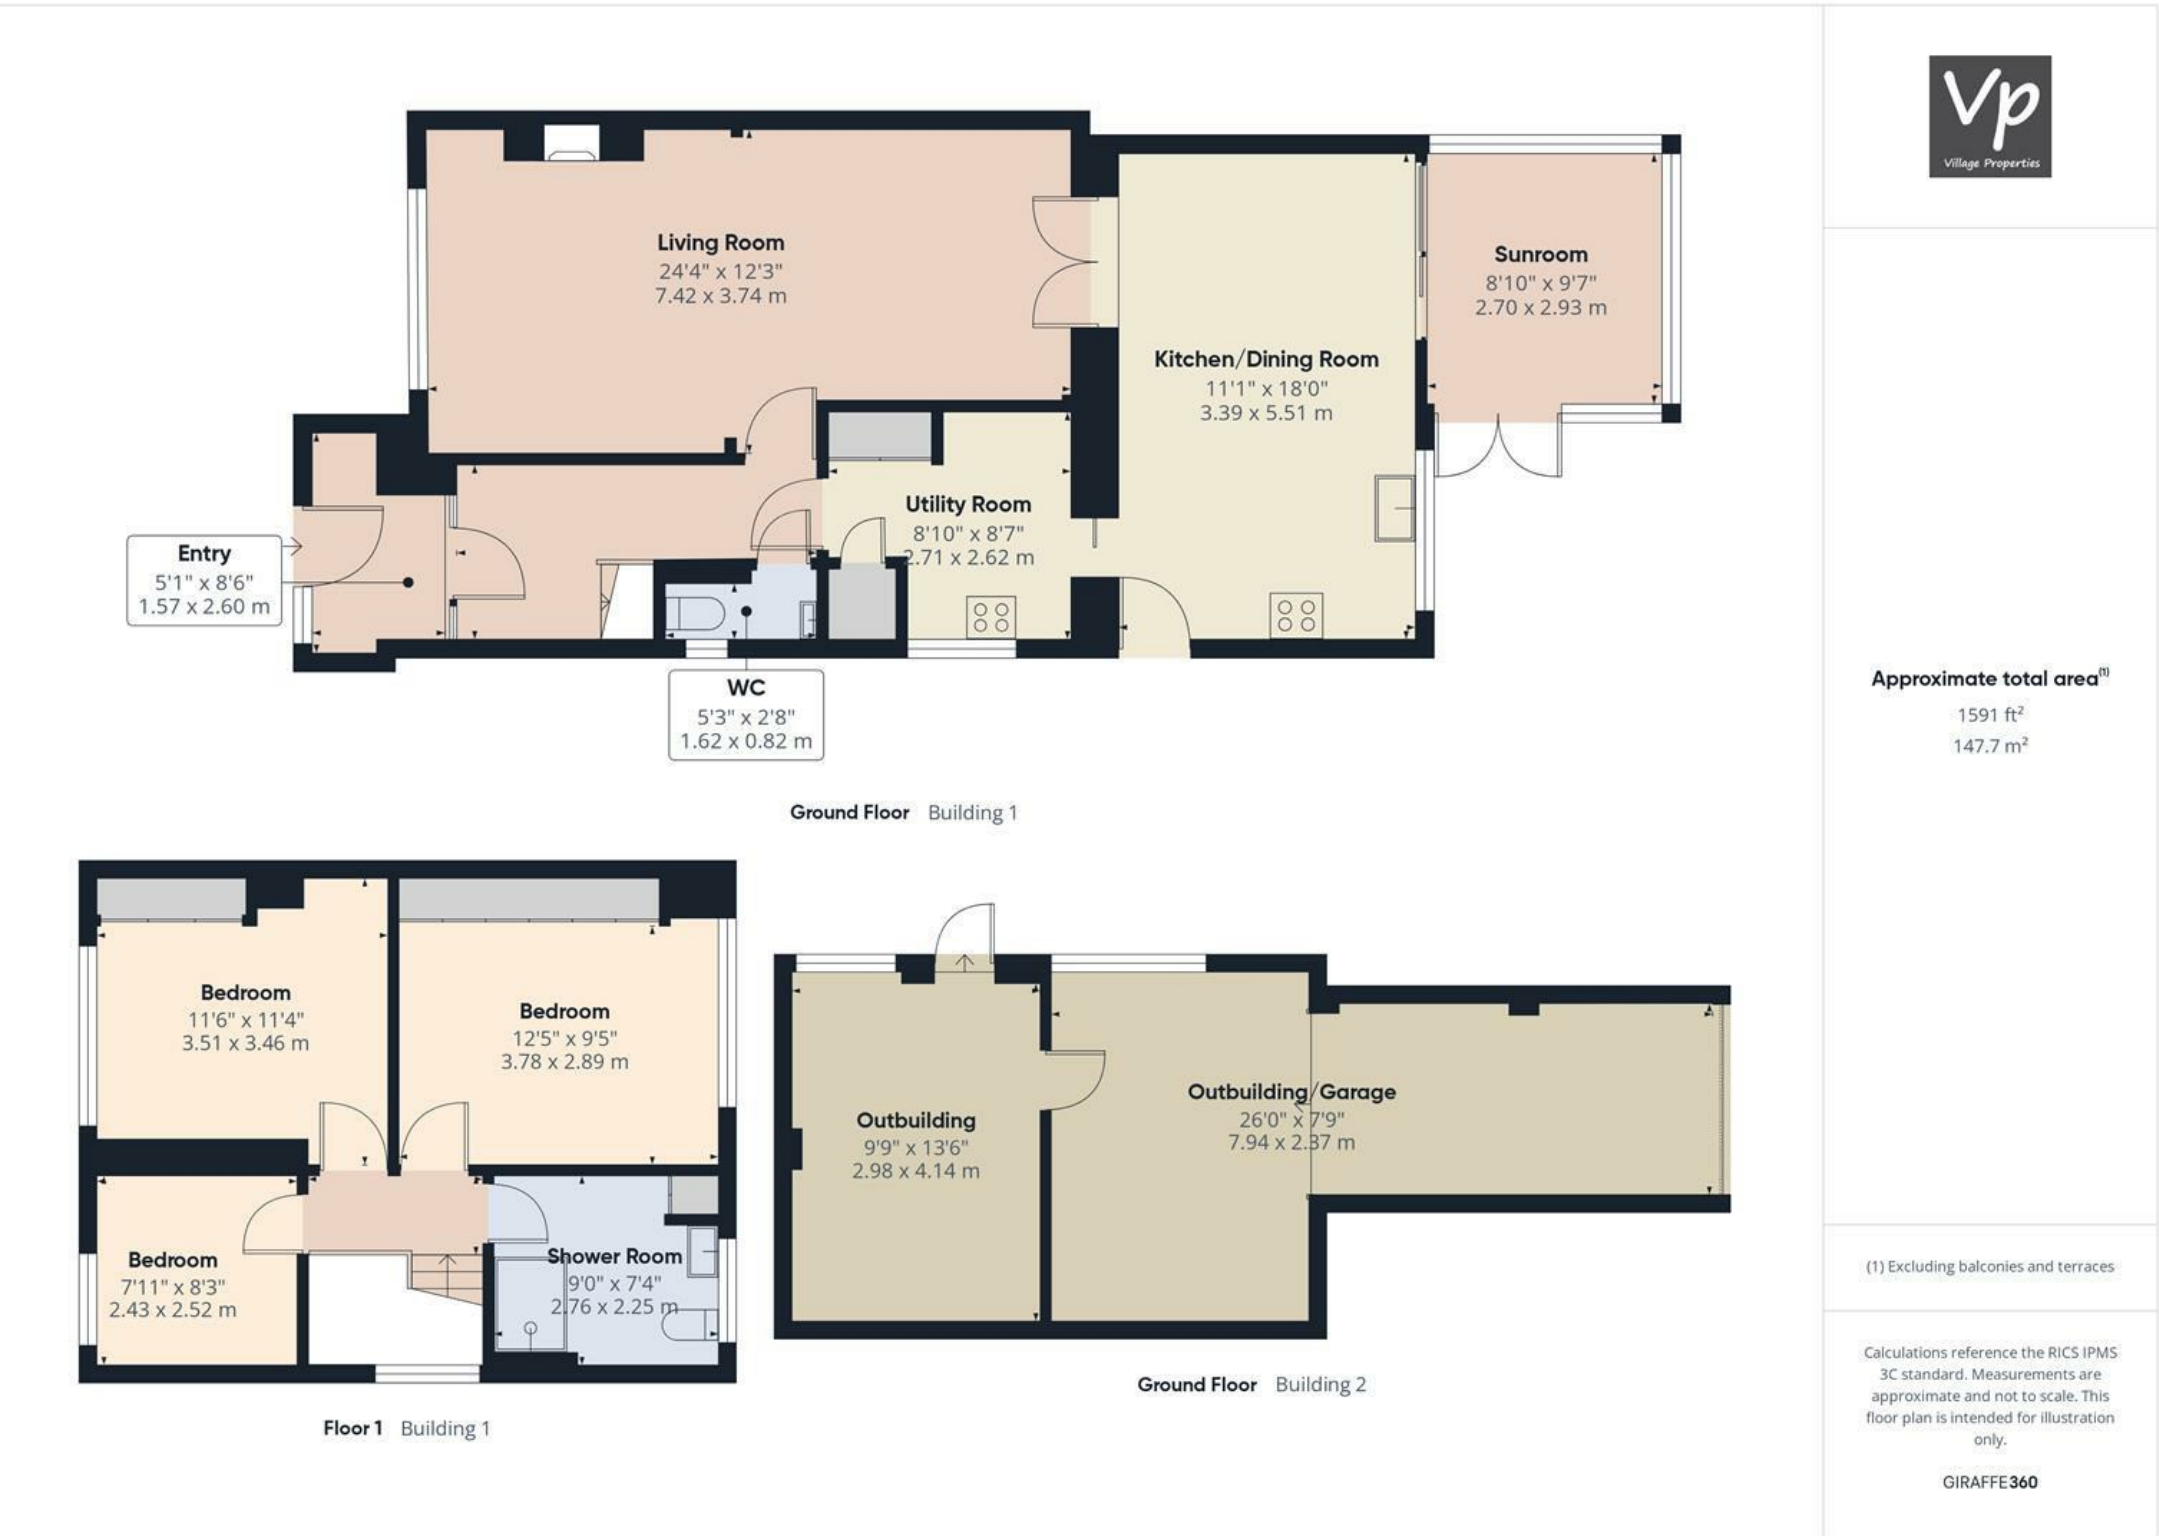 Vp
Village Properties
Living Room
24'4" x 12'3"
7.42 x 3.74 m
Sunroom
8'10" x 9'7"
2.70 x 2.93 m
Kitchen/Dining Room
11'1" x 18'0"
3.39 x 5.51 m
Utility Room
8'10" x 8'7"
2.71 x 2.62 m
Entry
5'1" x 8'6"
1.57 x 2.60 m
WC
5'3" x 2'8"
1.62 x 0.82 m
Ground Floor Building 1
Bedroom
11'6" x 11'4"
3.51 x 3.46 m
Bedroom
12'5" x 9'5"
3.78 x 2.89 m
Bedroom
7'11" x 8'3"
2.43 x 2.52 m
Shower Room
9'0" x 7'4"
2.76 x 2.25 m
Floor 1 Building 1
Outbuilding
9'9" x 13'6"
2.98 x 4.14 m
Outbuilding/Garage
26'0" x 7'9"
7.94 x 2.37 m
Ground Floor Building 2
Approximate total area⁽¹⁾
1591 ft²
147.7 m²
(1) Excluding balconies and terraces
Calculations reference the RICS IPMS
3C standard. Measurements are
approximate and not to scale. This
floor plan is intended for illustration
only.
GIRAFFE360